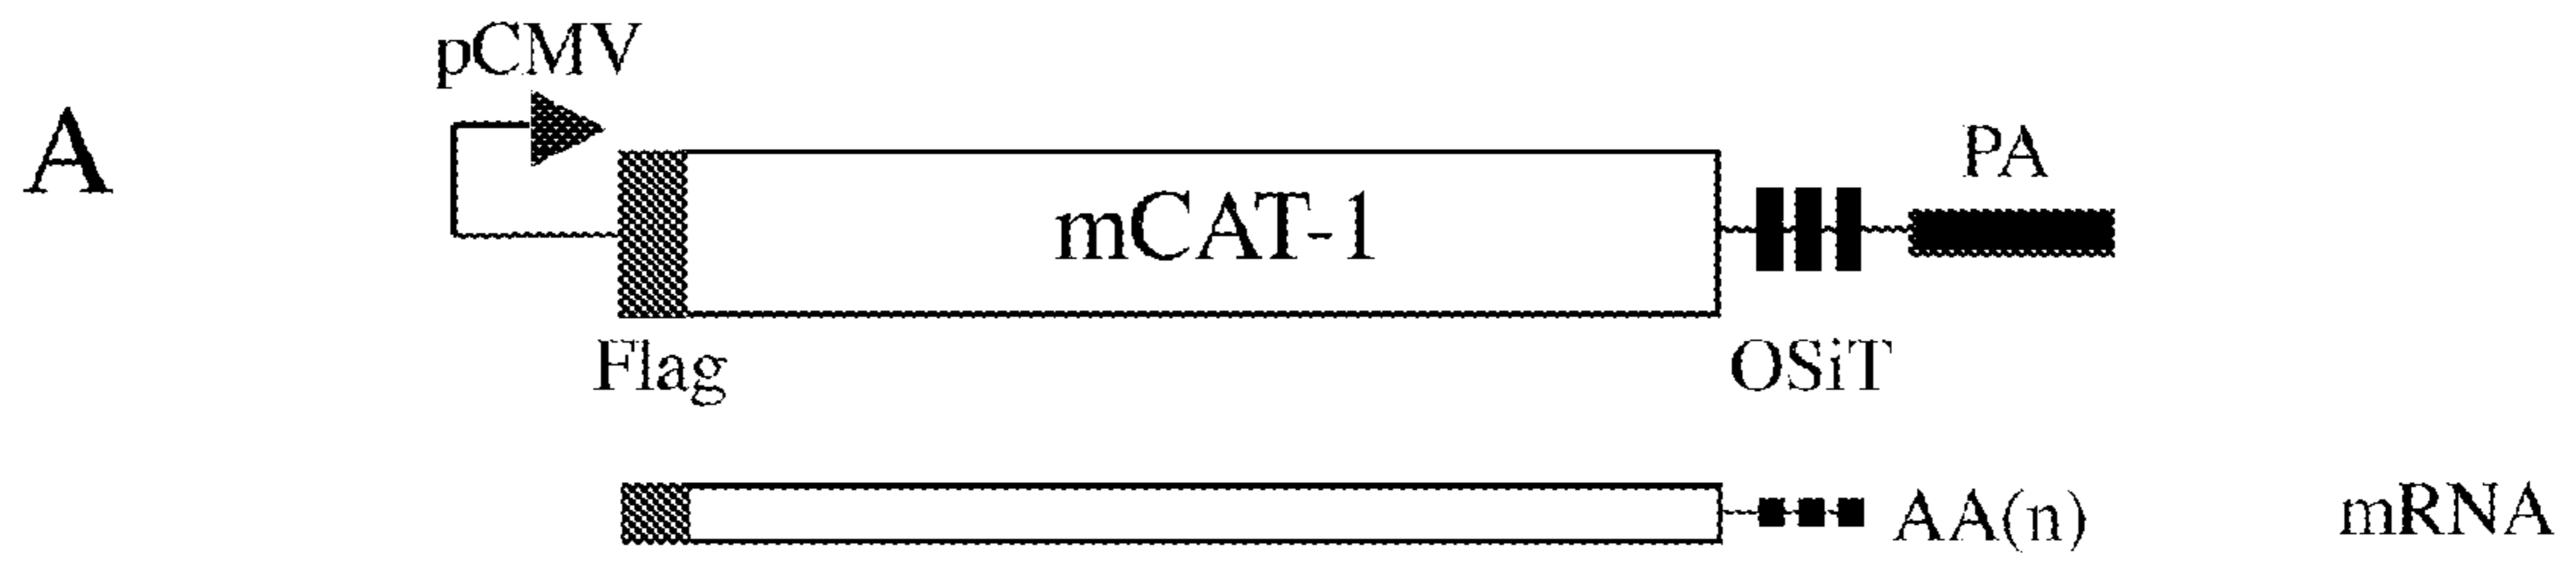 A
pCMV
mCAT-1
PA
Flag
OSiT
AA(n)
mRNA